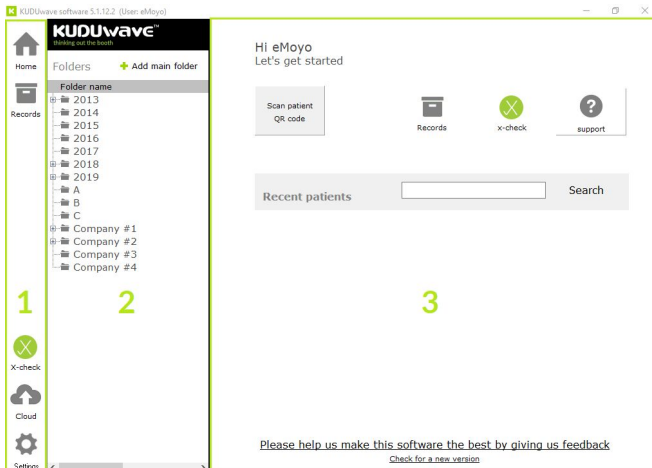 KUDUwave software 5.1.12.2 (User: eMoyo)
Home
Records
1
X-check
Cloud
Settings
KUDUwave™
thinking out the booth
Folders
Add main folder
Folder name
2013
2014
2015
2016
2017
2018
2019
A
B
C
Company #1
Company #2
Company #3
Company #4
2
Hi eMoyo
Let's get started
Scan patient
QR code
Records
x-check
support
Recent patients
Search
3
Please help us make this software the best by giving us feedback
Check for a new version